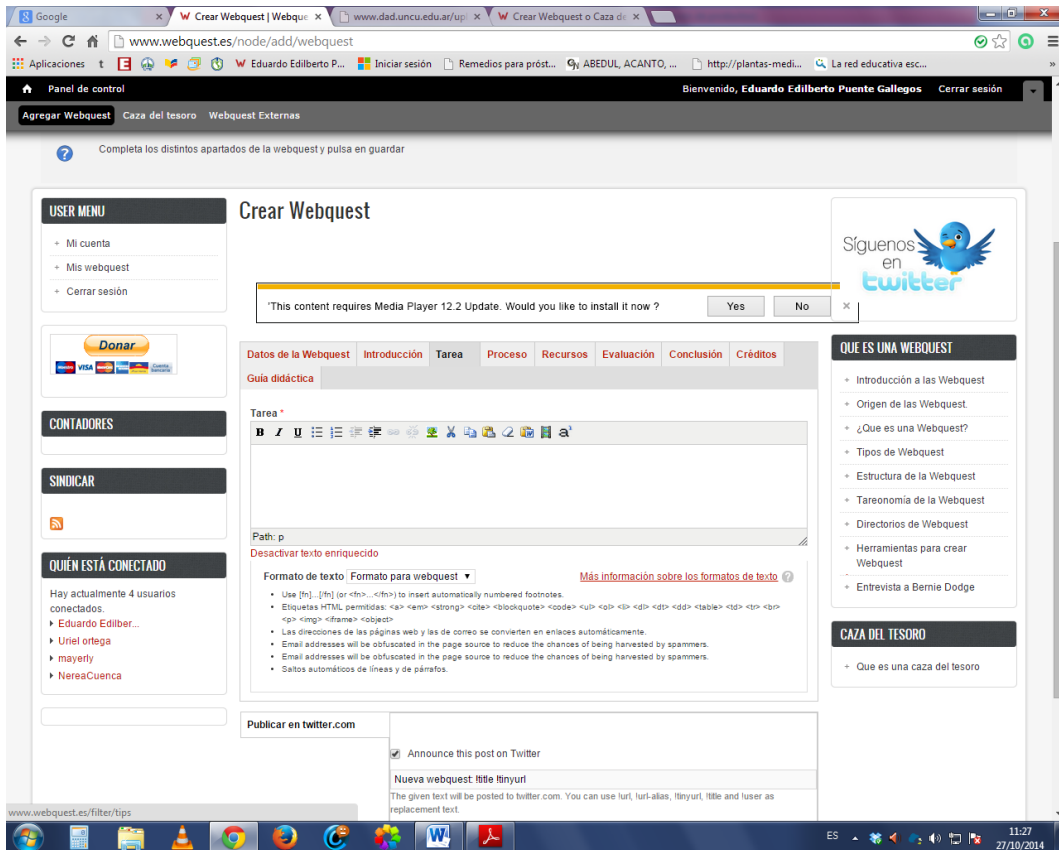 Google
Crear Webquest | Webque
www.dad.uncu.edu.ar/up
Crear Webquest o Caza de
www.webquest.es/node/add/webquest
Aplicaciones t Eduardo Edilberto P... Iniciar sesión Remedios para próst... ABEDUL, ACANTO, ... http://plantas-medi... La red educativa esc... »
Panel de control Bienvenido, Eduardo Edilberto Puente Gallegos Cerrar sesión
Agregar Webquest Caza del tesoro Webquest Externas
Completa los distintos apartados de la webquest y pulsa en guardar
USER MENU
Mi cuenta
Mis webquest
Cerrar sesión
Donar
VISA
CONTADORES
SINDICAR
QUIÉN ESTÁ CONECTADO
Hay actualmente 4 usuarios
conectados.
Eduardo Edilber...
Uriel ortega
mayerly
NereaCuenca
Crear Webquest
'This content requires Media Player 12.2 Update. Would you like to install it now ? Yes No ×
Datos de la Webquest Introducción Tarea Proceso Recursos Evaluación Conclusión Créditos
Guía didáctica
Tarea *
B I U
Path: p
Desactivar texto enriquecido
Formato de texto Formato para webquest Más información sobre los formatos de texto
Use [fn]...[/fn] (or <fn>...</fn>) to insert automatically numbered footnotes.
Etiquetas HTML permitidas: <a> <em> <strong> <cite> <blockquote> <code> <ul> <ol> <li> <dl> <dt> <dd> <table> <td> <tr> <br>
<p> <img> <iframe> <object>
Las direcciones de las páginas web y las de correo se convierten en enlaces automáticamente.
Email addresses will be obfuscated in the page source to reduce the chances of being harvested by spammers.
Email addresses will be obfuscated in the page source to reduce the chances of being harvested by spammers.
Saltos automáticos de líneas y de párrafos.
Publicar en twitter.com
Announce this post on Twitter
Nueva webquest: !title !tinyurl
The given text will be posted to twitter.com. You can use !url, !url-alias, !tinyurl, !title and !user as
replacement text.
Síguenos
en
twitter
QUE ES UNA WEBQUEST
Introducción a las Webquest
Origen de las Webquest.
¿Que es una Webquest?
Tipos de Webquest
Estructura de la Webquest
Tareonomía de la Webquest
Directorios de Webquest
Herramientas para crear
Webquest
Entrevista a Bernie Dodge
CAZA DEL TESORO
Que es una caza del tesoro
www.webquest.es/filter/tips
ES 11:27
27/10/2014